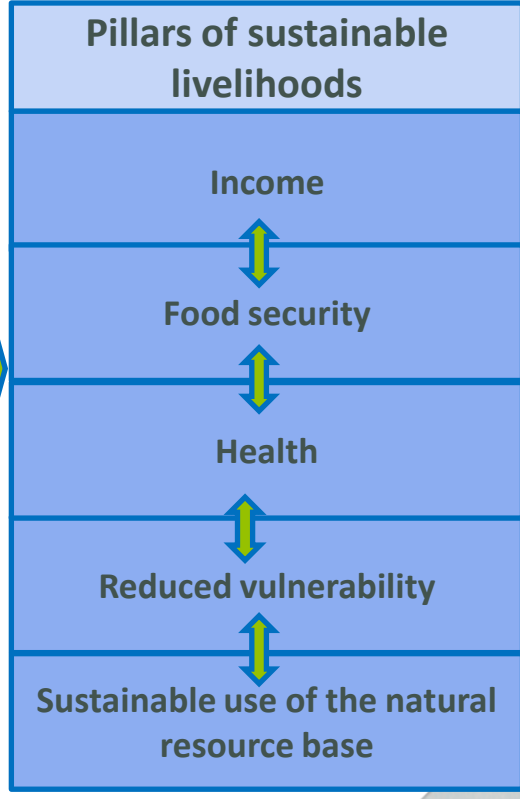 Pillars of sustainable
livelihoods
Income
Food security
Health
Reduced vulnerability
Sustainable use of the natural
resource base